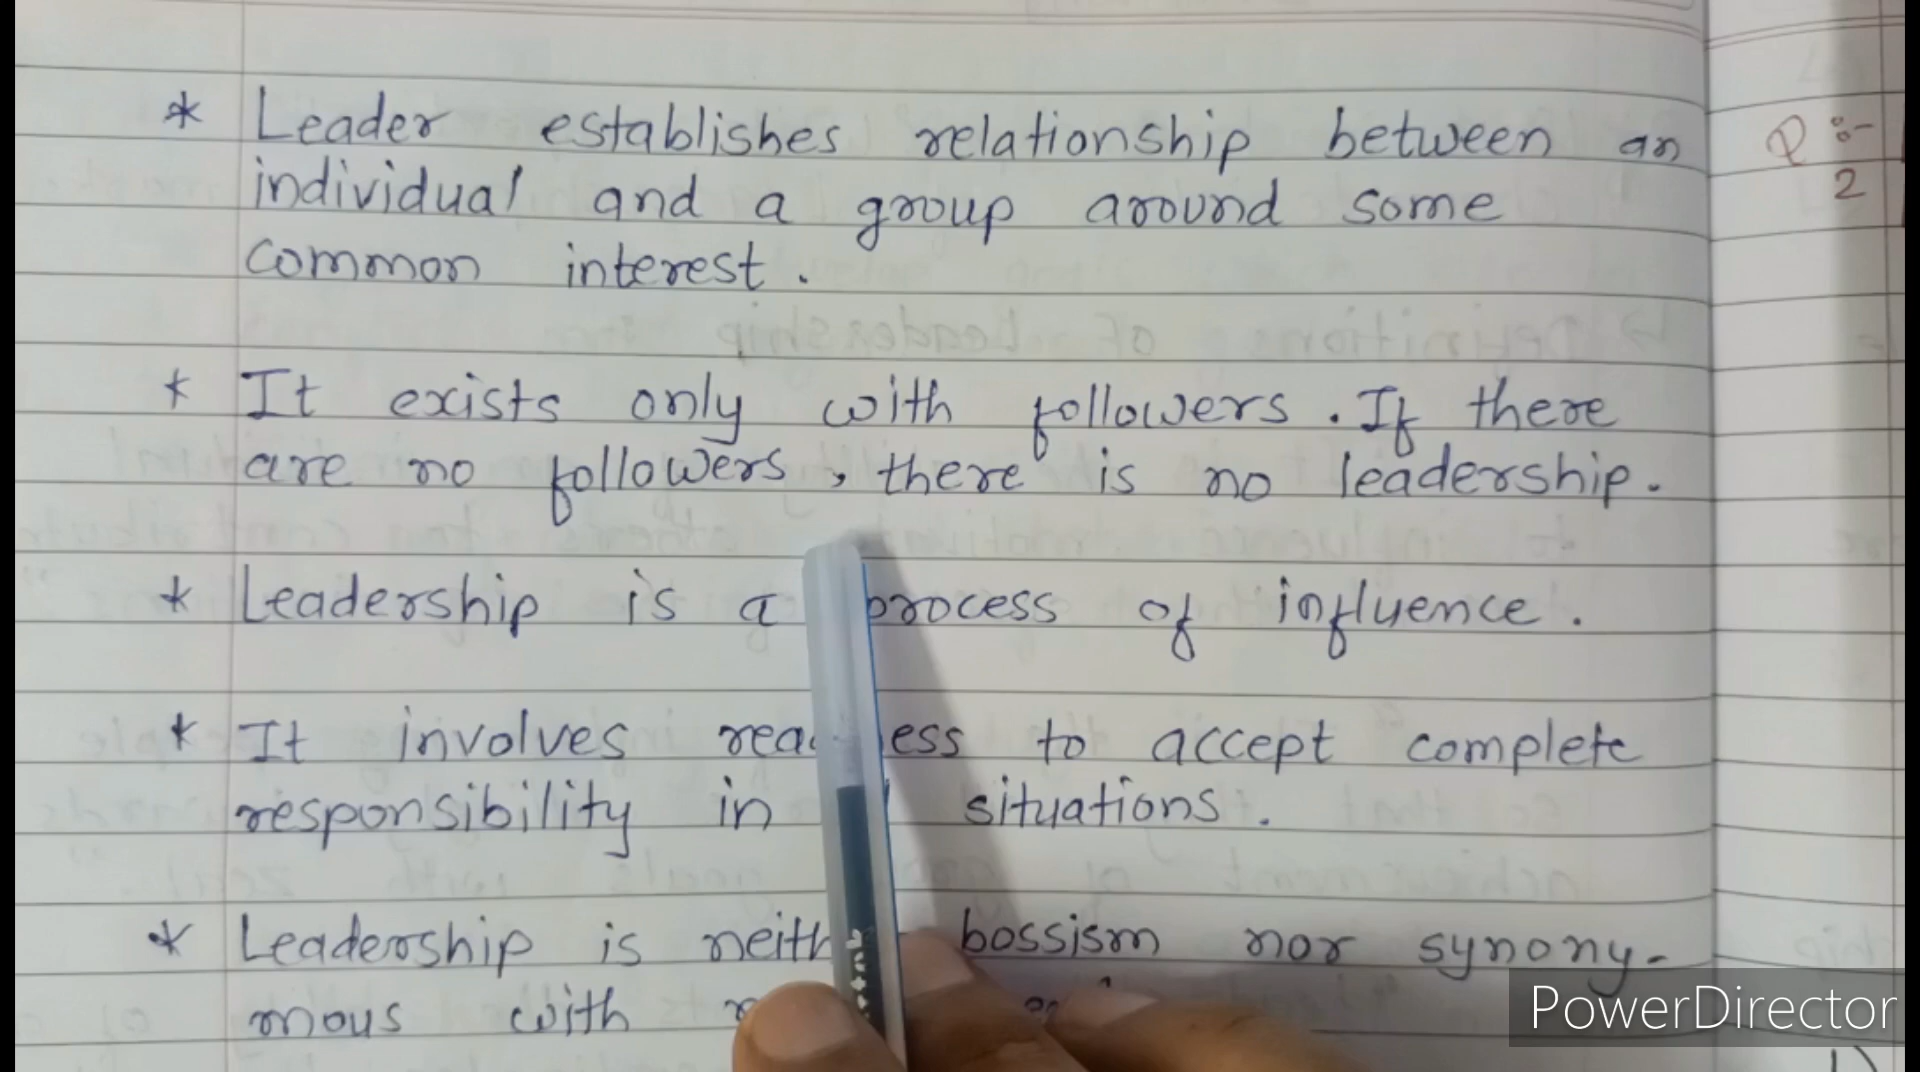 * Leader establishes relationship between an
individual and a group around some
common interest.
* It exists only with followers. If there
are no followers, there is no leadership.
* Leadership is a process of influence.
* It involves to accept complete
responsibility in situations.
* Leadership is bossism nor synony-
mous with
:-
2
PowerDirector